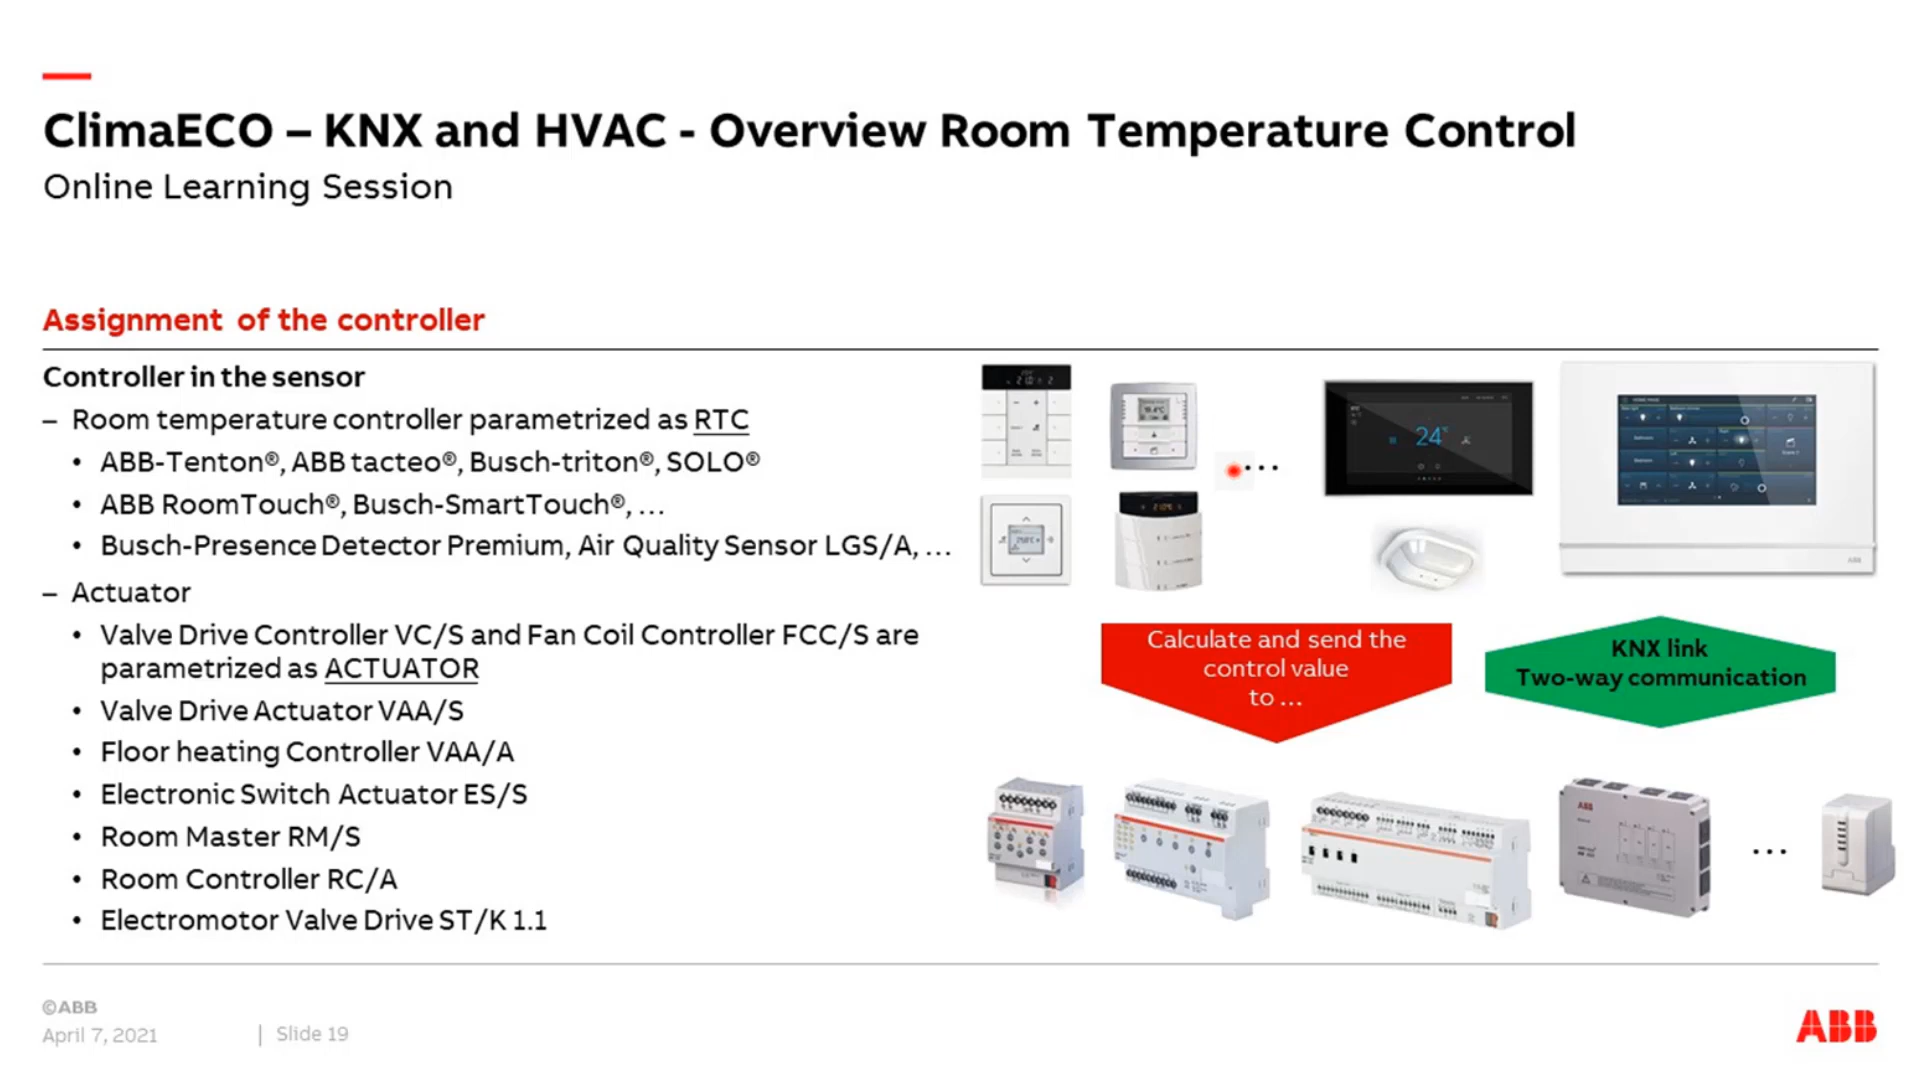 ClimaECO – KNX and HVAC - Overview Room Temperature Control
Online Learning Session
Assignment of the controller
Controller in the sensor
– Room temperature controller parametrized as RTC
• ABB-Tenton®, ABB tacteo®, Busch-triton®, SOLO®
• ABB RoomTouch®, Busch-SmartTouch®, …
• Busch-Presence Detector Premium, Air Quality Sensor LGS/A, …
– Actuator
• Valve Drive Controller VC/S and Fan Coil Controller FCC/S are
parametrized as ACTUATOR
• Valve Drive Actuator VAA/S
• Floor heating Controller VAA/A
• Electronic Switch Actuator ES/S
• Room Master RM/S
• Room Controller RC/A
• Electromotor Valve Drive ST/K 1.1
…
24°
ABB
Calculate and send the
control value
to …
KNX link
Two-way communication
ABB
…
©ABB
April 7, 2021 | Slide 19
ABB